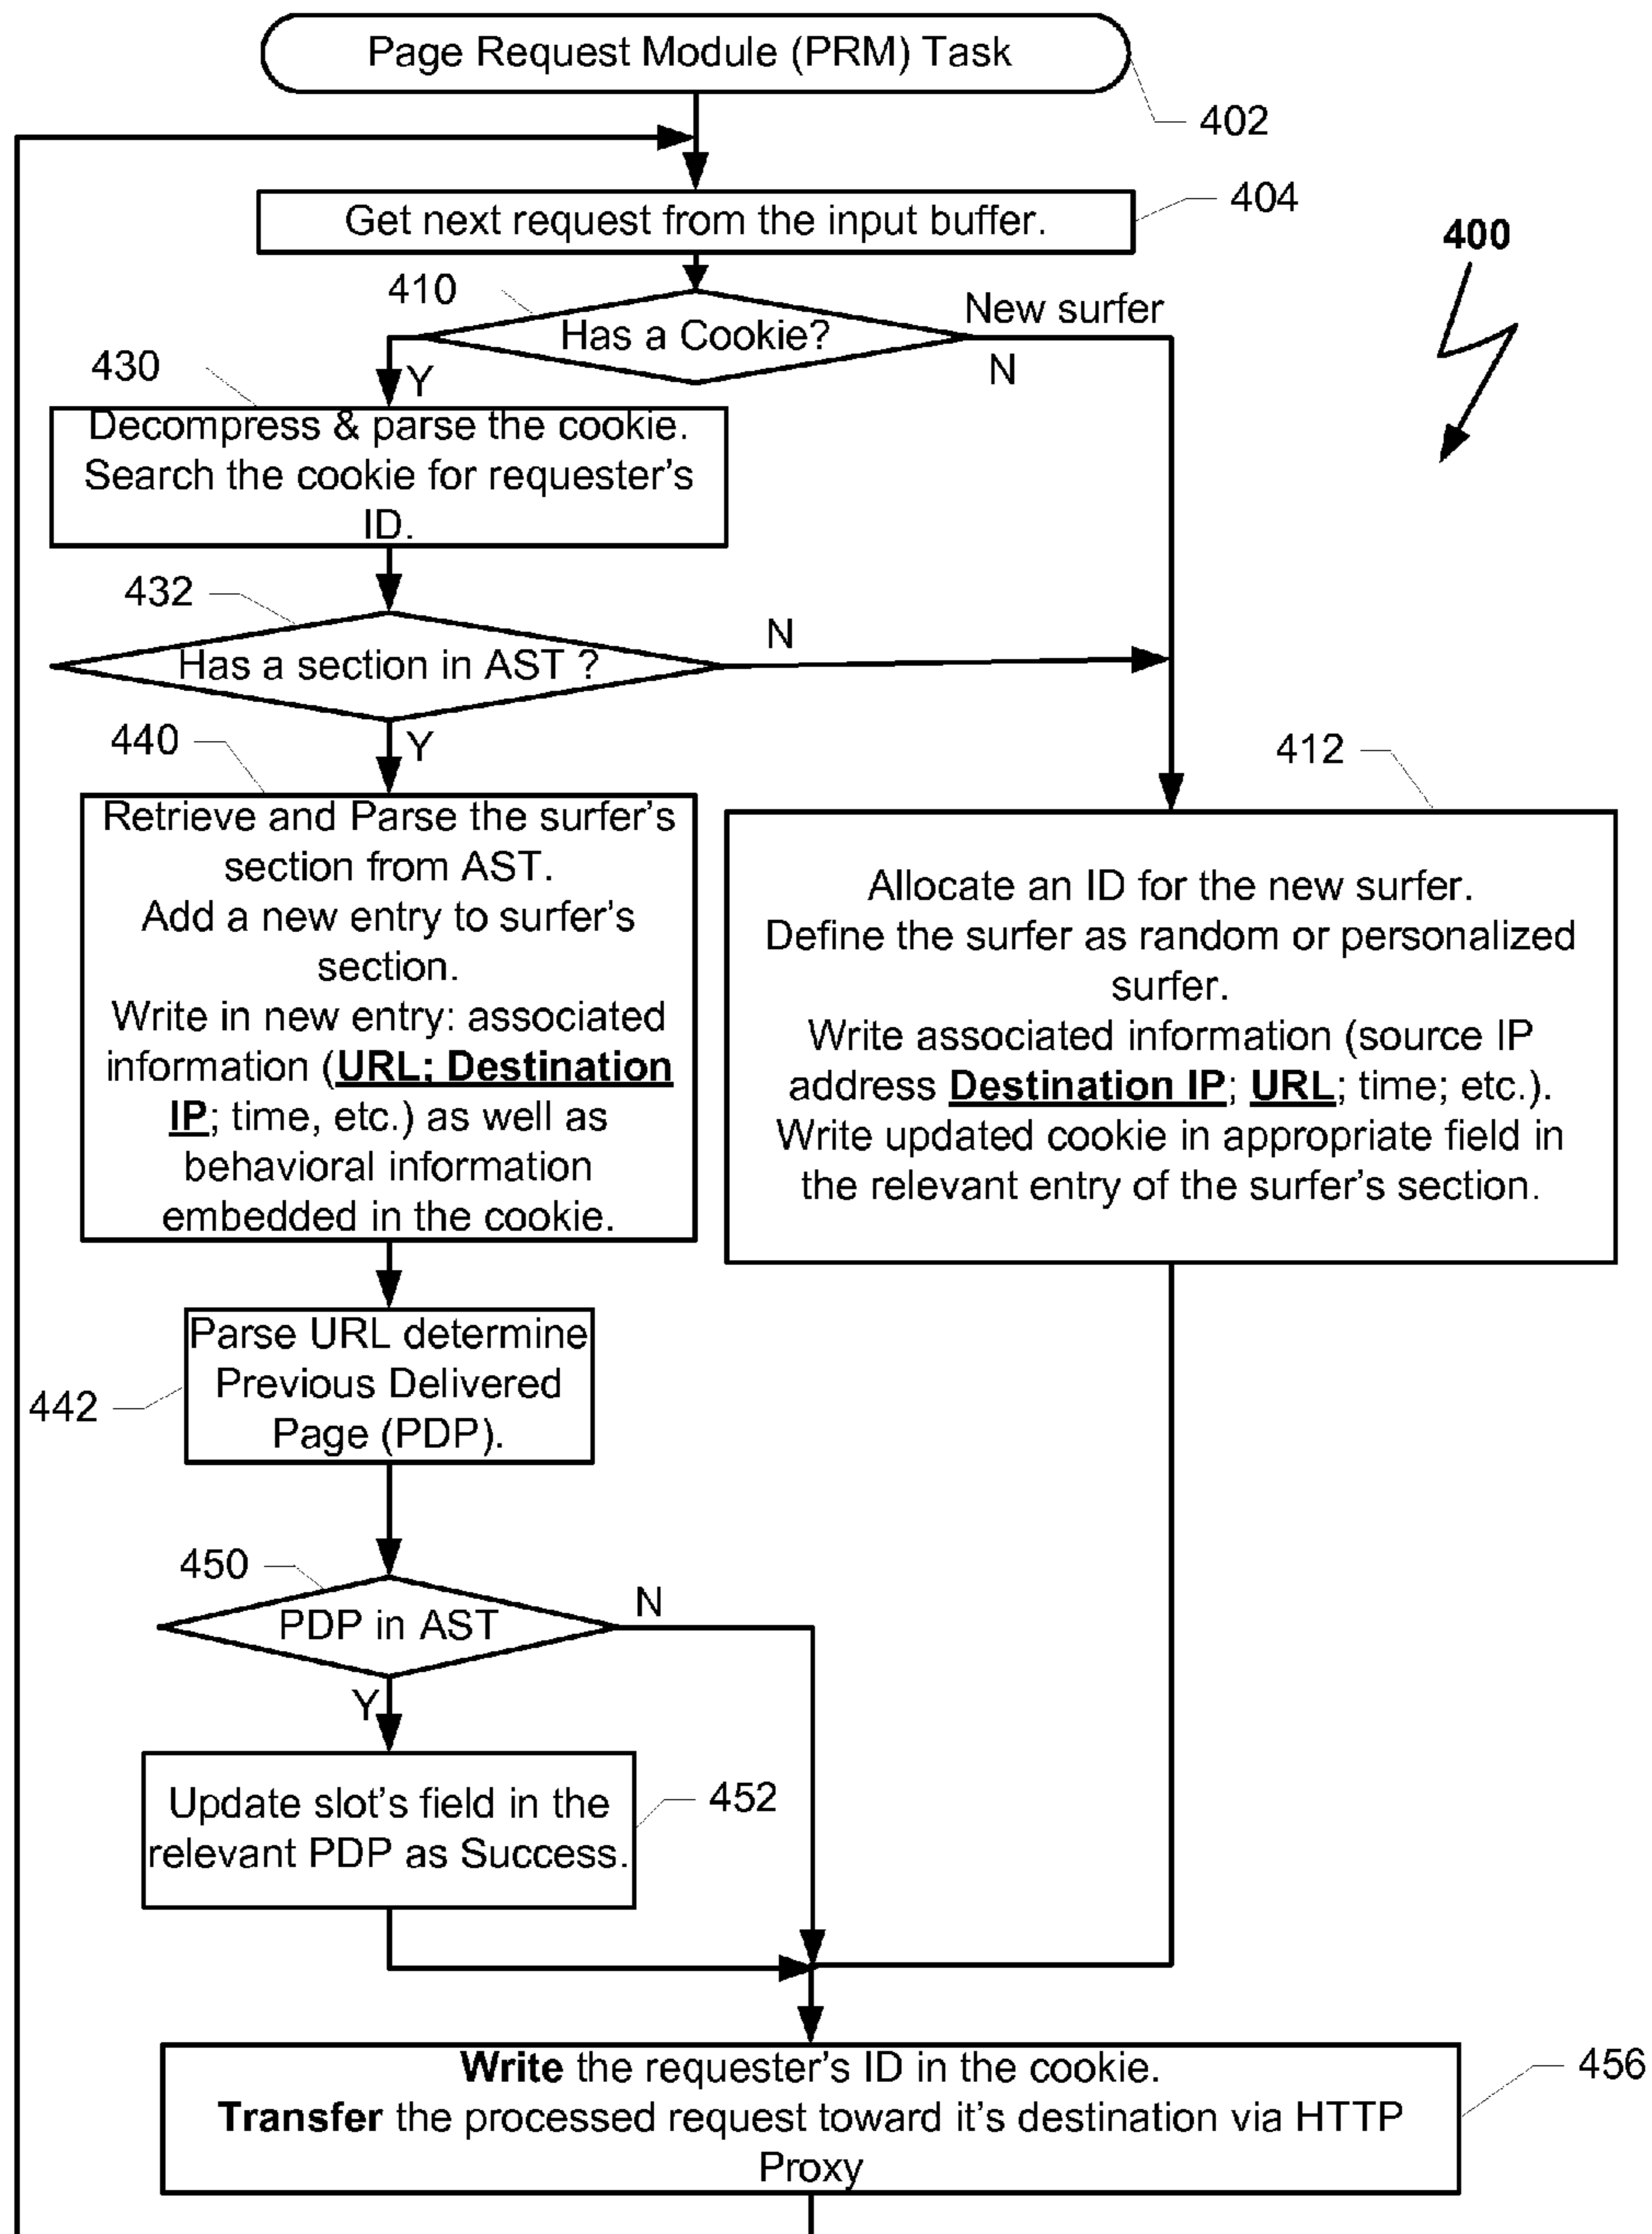 Page Request Module (PRM) Task
402
Get next request from the input buffer.
404
400
410
Has a Cookie?
New surfer
N
Y
430
Decompress & parse the cookie.
Search the cookie for requester's
ID.
432
Has a section in AST ?
N
Y
440
Retrieve and Parse the surfer's
section from AST.
Add a new entry to surfer's
section.
Write in new entry: associated
information (URL; Destination
IP; time, etc.) as well as
behavioral information
embedded in the cookie.
412
Allocate an ID for the new surfer.
Define the surfer as random or personalized
surfer.
Write associated information (source IP
address Destination IP; URL; time; etc.).
Write updated cookie in appropriate field in
the relevant entry of the surfer's section.
442
Parse URL determine
Previous Delivered
Page (PDP).
450
PDP in AST
N
Y
Update slot's field in the
relevant PDP as Success.
452
Write the requester's ID in the cookie.
Transfer the processed request toward it's destination via HTTP
Proxy
456